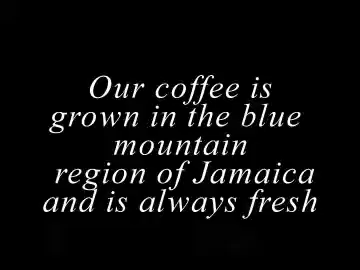 Our coffee is
grown in the blue
mountain
region of Jamaica
and is always fresh